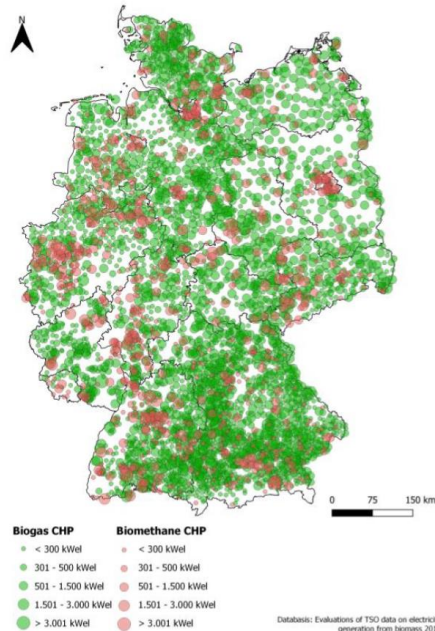 N
0 75 150 km
Biogas CHP Biomethane CHP
< 300 kWel < 300 kWel
301 - 500 kWel 301 - 500 kWel
501 - 1.500 kWel 501 - 1.500 kWel
1.501 - 3.000 kWel 1.501 - 3.000 kWel
> 3.001 kWel > 3.001 kWel
Databasis: Evaluations of TSO data on electrici
generation from biomass 201